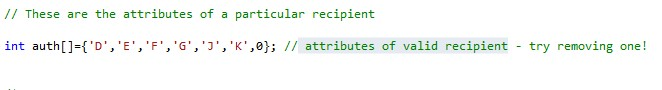 // These are the attributes of a particular recipient
int auth[]={'D','E','F','G','J','K',0}; // attributes of valid recipient - try removing one!